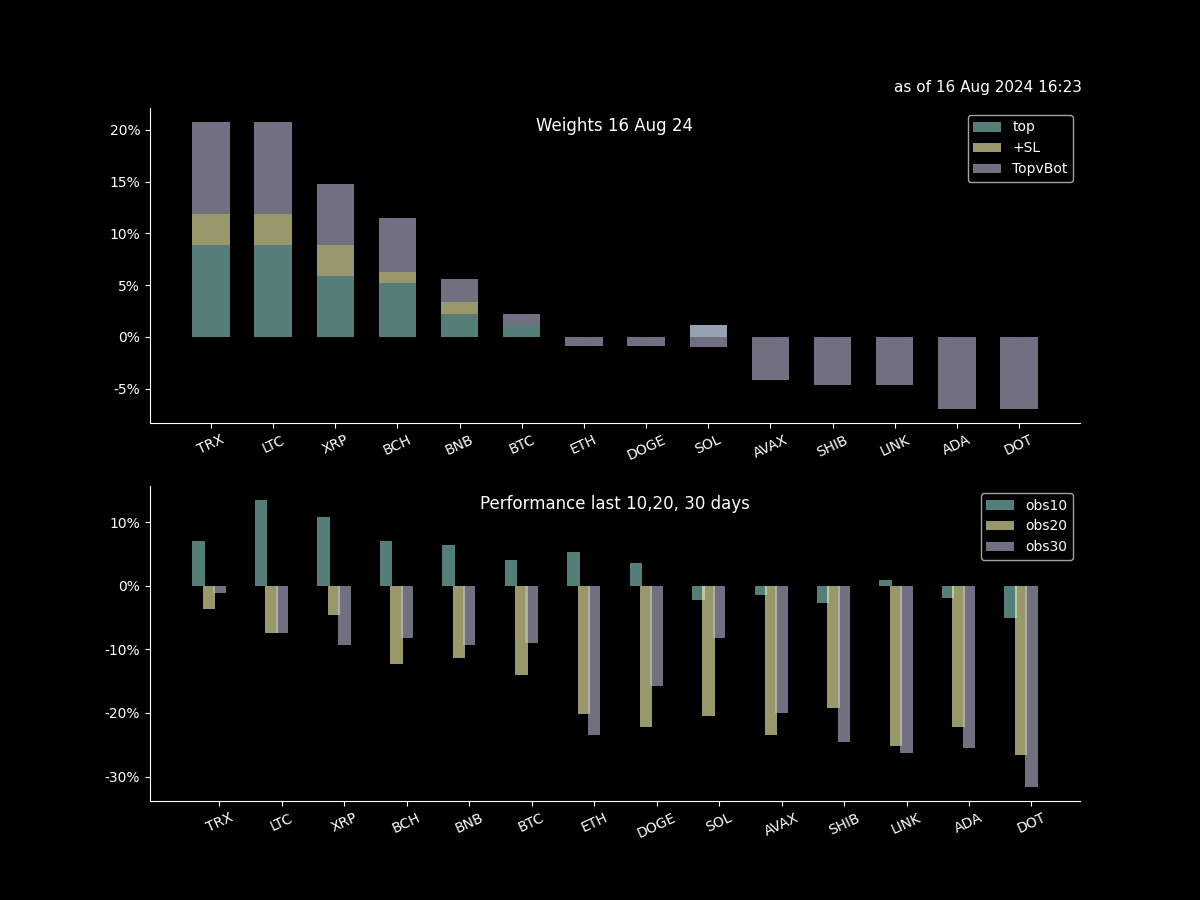 as of 16 Aug 2024 16:23
Weights 16 Aug 24
top
+SL
TopvBot
20%
15%
10%
5%
0%
-5%
TRX LTC XRP BCH BNB BTC ETH DOGE SOL AVAX SHIB LINK ADA DOT
Performance last 10,20, 30 days
obs10
obs20
obs30
10%
0%
-10%
-20%
-30%
TRX LTC XRP BCH BNB BTC ETH DOGE SOL AVAX SHIB LINK ADA DOT